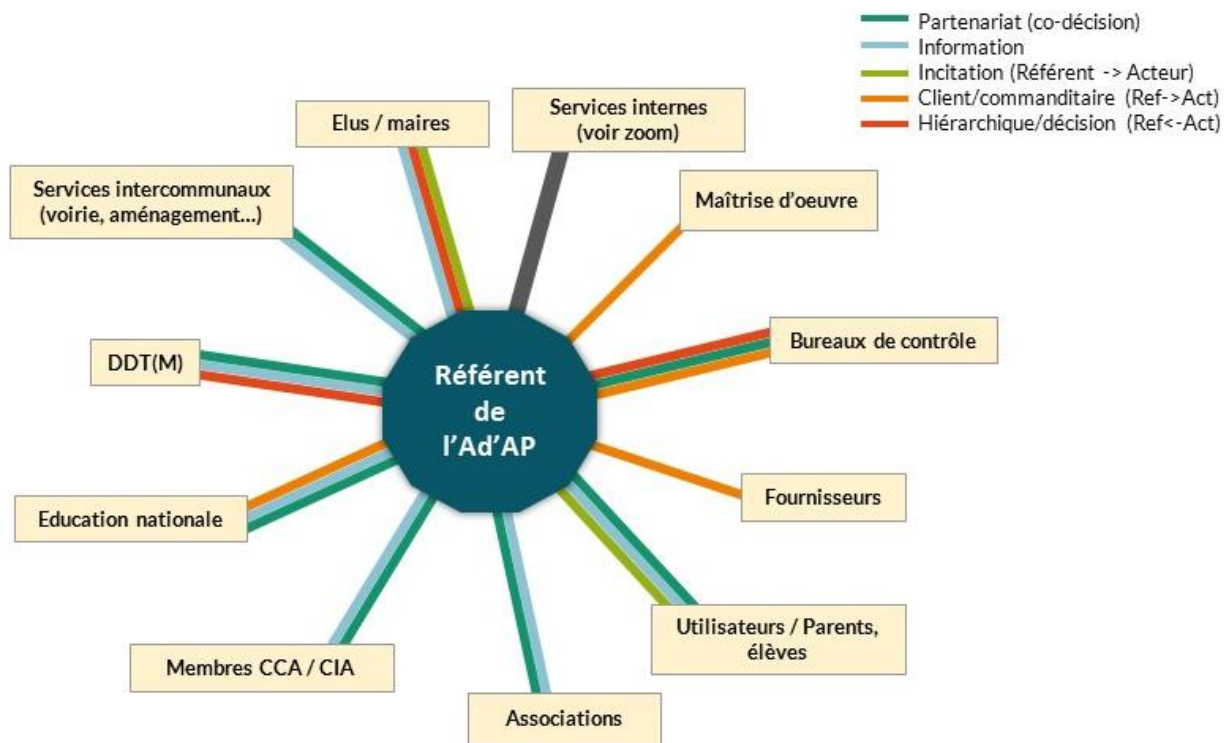 Partenariat (co-décision)
Information
Incitation (Référent -> Acteur)
Client/commanditaire (Ref->Act)
Hiérarchique/décision (Ref<-Act)
Elus / maires
Services internes
(voir zoom)
Services intercommunaux
(voirie, aménagement...)
Maîtrise d'oeuvre
DDT(M)
Bureaux de contrôle
Référent
de
l'Ad'AP
Education nationale
Fournisseurs
Membres CCA / CIA
Utilisateurs / Parents,
élèves
Associations